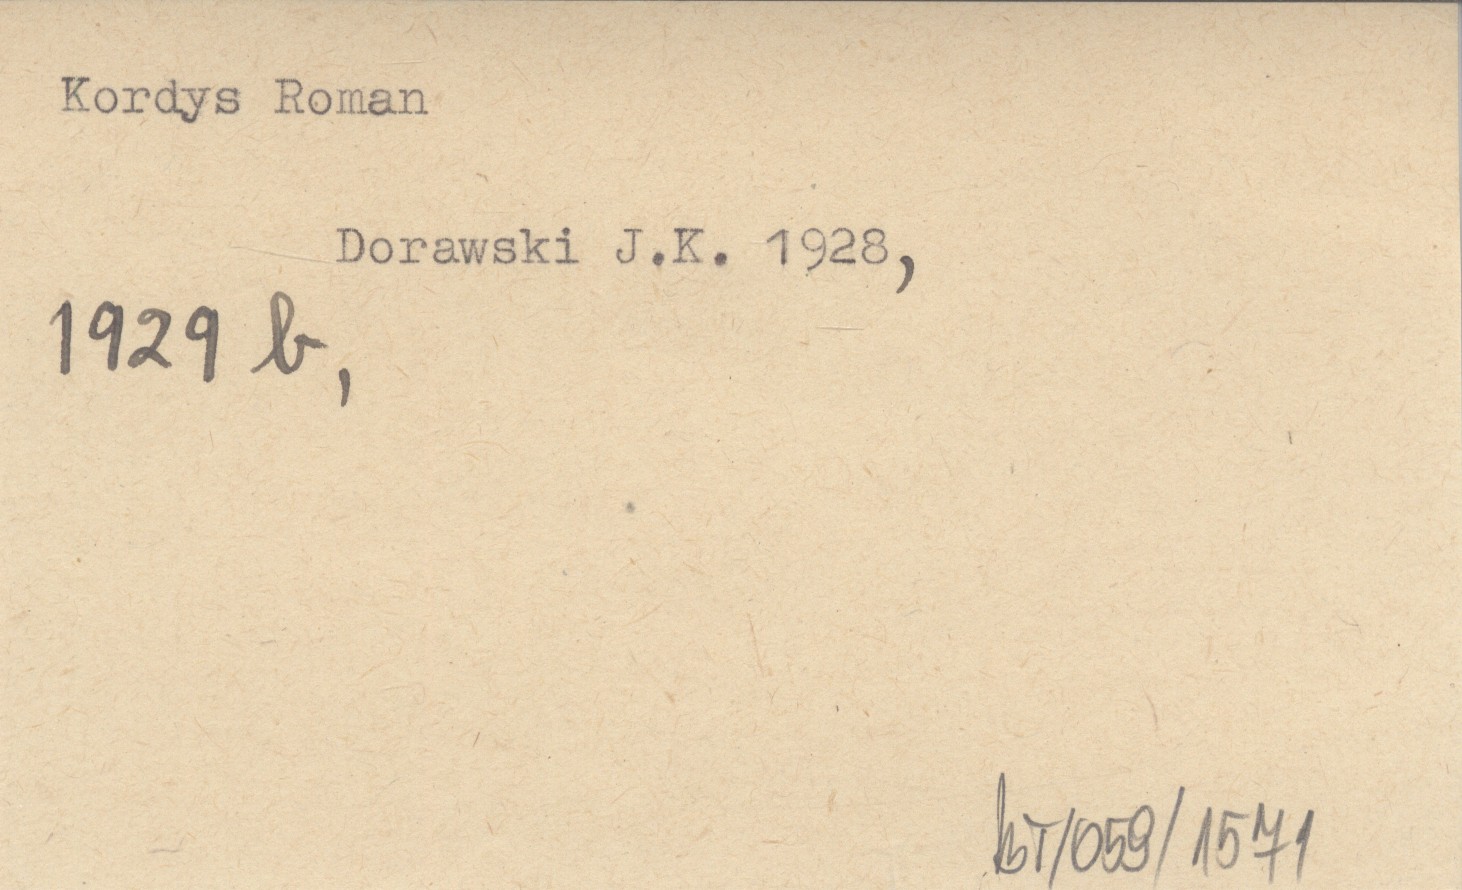 Kordys Roman
Dorawski J.K. 1928,
1929 b,
KT/059/1571